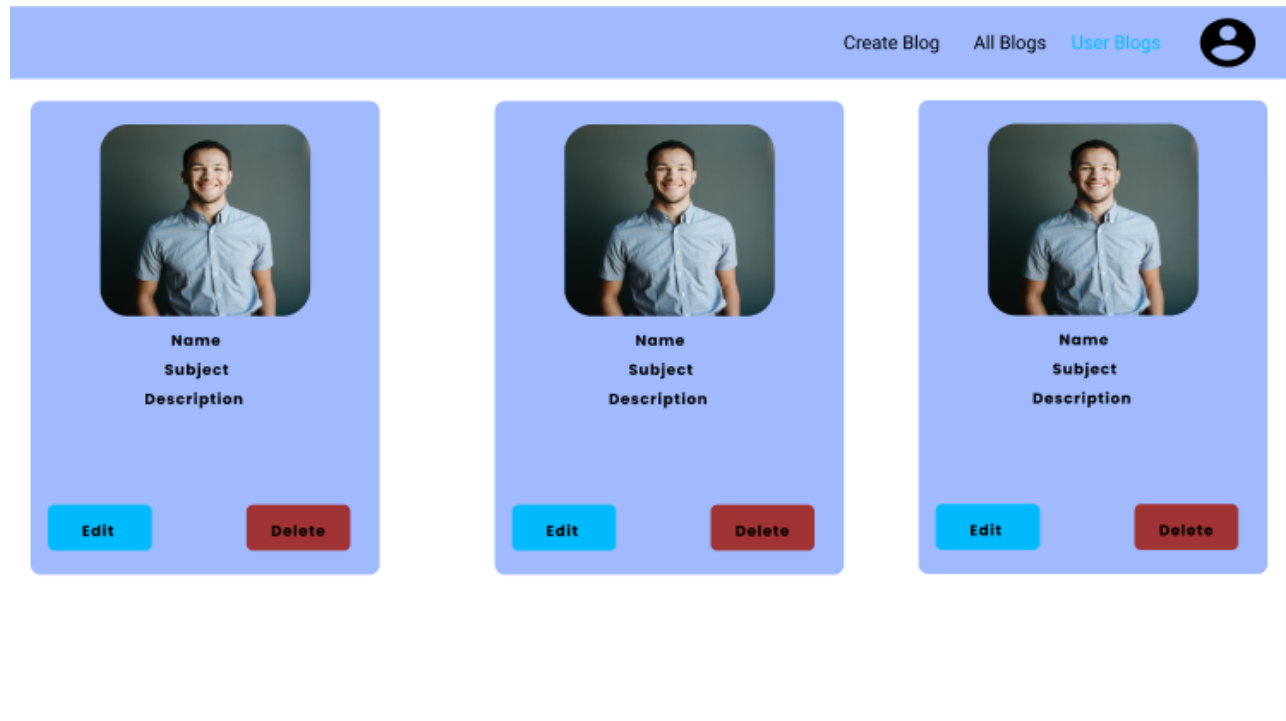 Create Blog All Blogs User Blogs
Name
Subject
Description
Edit Delete
Name
Subject
Description
Edit Delete
Name
Subject
Description
Edit Delete